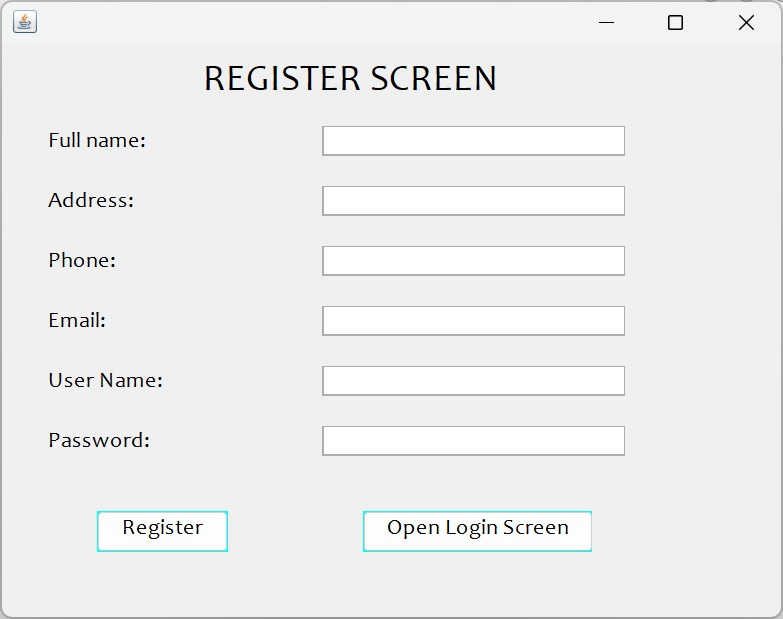 REGISTER SCREEN
Full name:
Address:
Phone:
Email:
User Name:
Password:
Register
Open Login Screen